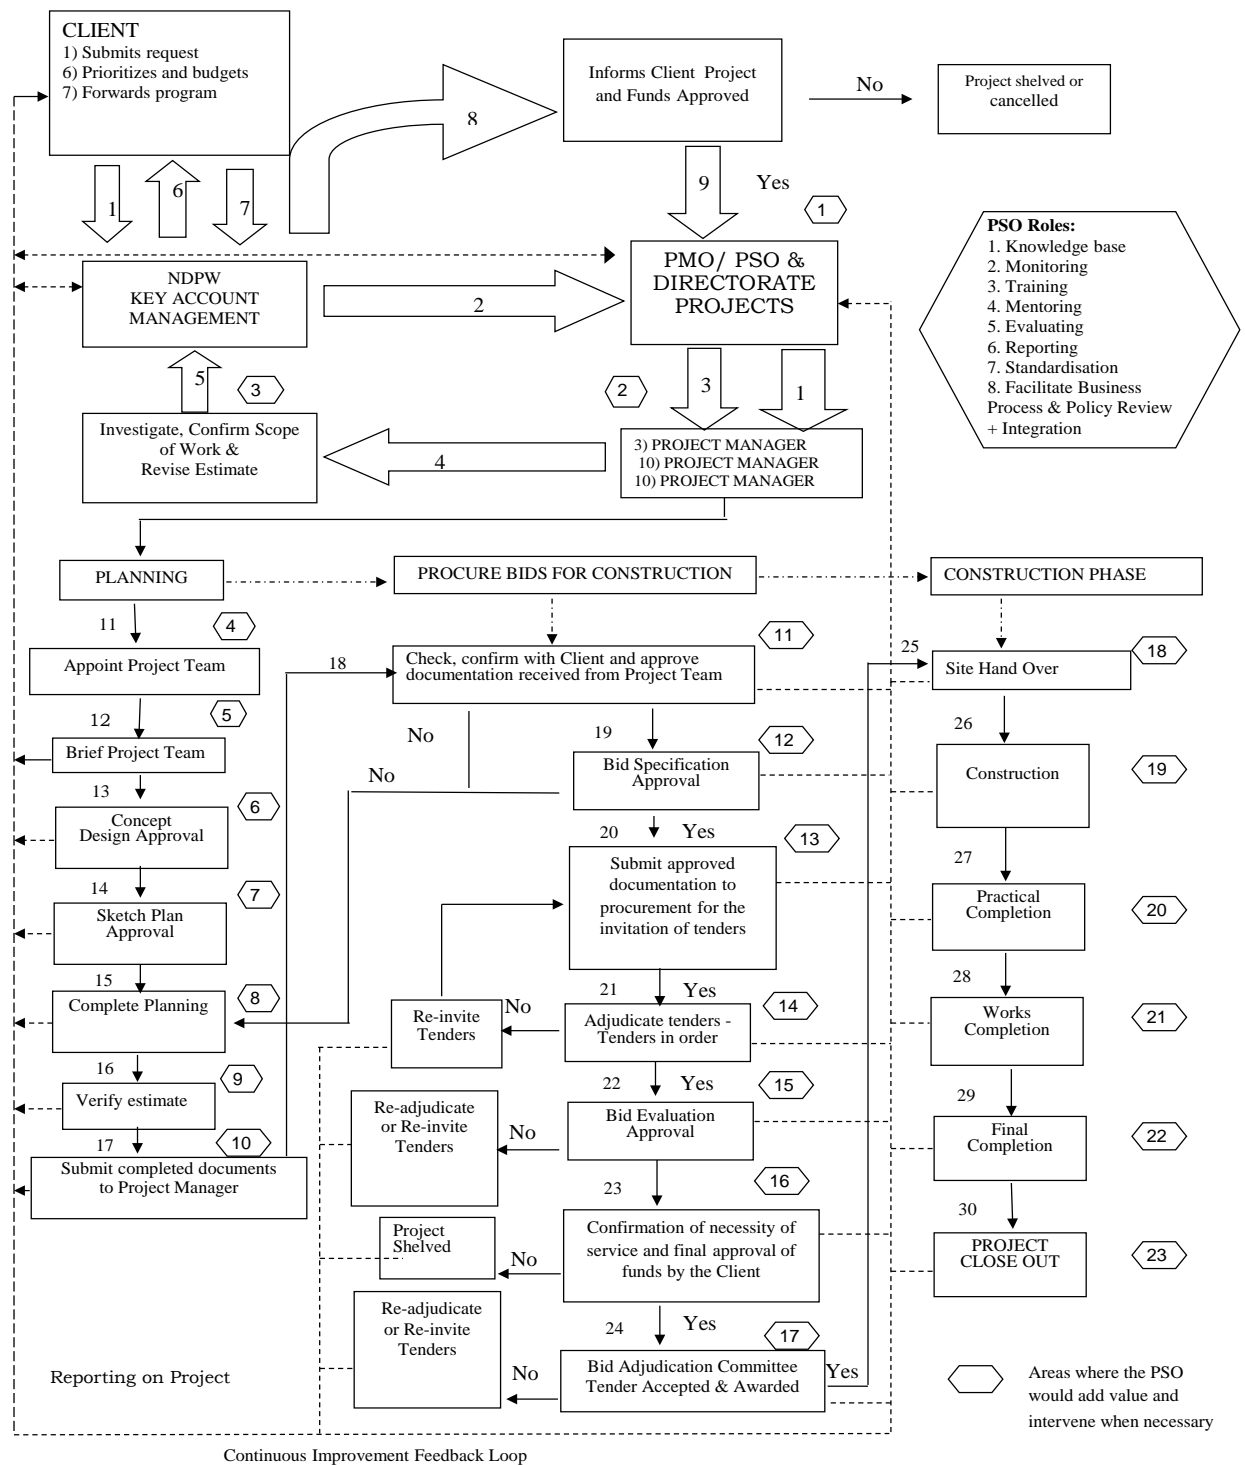 CLIENT
1) Submits request
6) Prioritizes and budgets
7) Forwards program
8
Informs Client Project
and Funds Approved
No
Project shelved or
cancelled
1
6
7
9
Yes
1
PSO Roles:
1. Knowledge base
2. Monitoring
3. Training
4. Mentoring
5. Evaluating
6. Reporting
7. Standardisation
8. Facilitate Business
Process & Policy Review
+ Integration
NDPW
KEY ACCOUNT
MANAGEMENT
2
PMO/ PSO &
DIRECTORATE
PROJECTS
5
3
2
3
1
Investigate, Confirm Scope
of Work &
Revise Estimate
4
3) PROJECT MANAGER
10) PROJECT MANAGER
10) PROJECT MANAGER
PLANNING
PROCURE BIDS FOR CONSTRUCTION
CONSTRUCTION PHASE
11
4
Appoint Project Team
12
5
Brief Project Team
13
6
Concept
Design Approval
14
7
Sketch Plan
Approval
15
8
Complete Planning
16
9
Verify estimate
17
10
Submit completed documents
to Project Manager
18
11
Check, confirm with Client and approve
documentation received from Project Team
No
19
12
No
Bid Specification
Approval
20
Yes
13
Submit approved
documentation to
procurement for the
invitation of tenders
21
Yes
14
Re-invite
Tenders
No
Adjudicate tenders -
Tenders in order
22
Yes
15
Re-adjudicate
or Re-invite
Tenders
No
Bid Evaluation
Approval
23
16
Project
Shelved
No
Confirmation of necessity of
service and final approval of
funds by the Client
24
Yes
17
Re-adjudicate
or Re-invite
Tenders
No
Bid Adjudication Committee
Tender Accepted & Awarded
Yes
25
18
Site Hand Over
26
Construction
19
27
Practical
Completion
20
28
Works
Completion
21
29
Final
Completion
22
30
PROJECT
CLOSE OUT
23
Reporting on Project
Areas where the PSO
would add value and
intervene when necessary
Continuous Improvement Feedback Loop